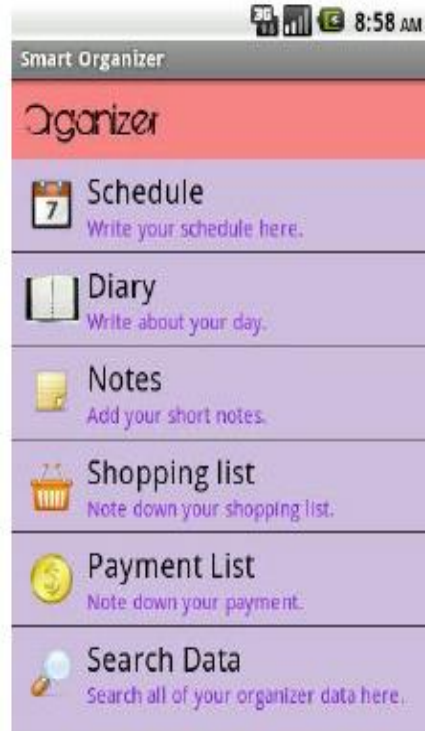 3G 8:58 AM
Smart Organizer
Organizer
7 Schedule
Write your schedule here.
Diary
Write about your day.
Notes
Add your short notes.
Shopping list
Note down your shopping list.
$ Payment List
Note down your payment.
Search Data
Search all of your organizer data here.